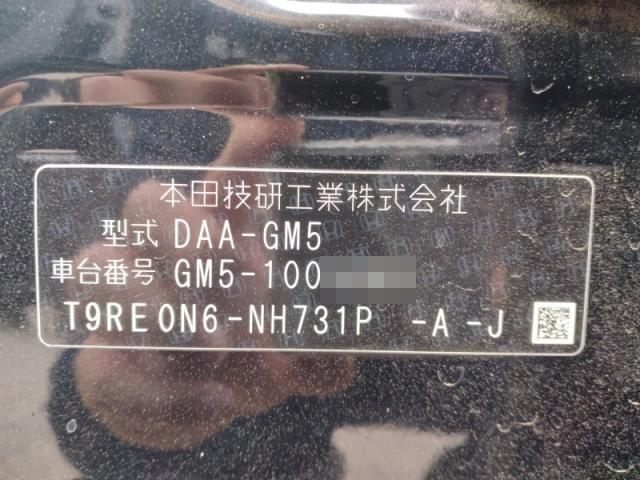 本田技研工業株式会社
型式 DAA-GM5
車台番号 GM5-100
T9RE0N6-NH731P -A -J